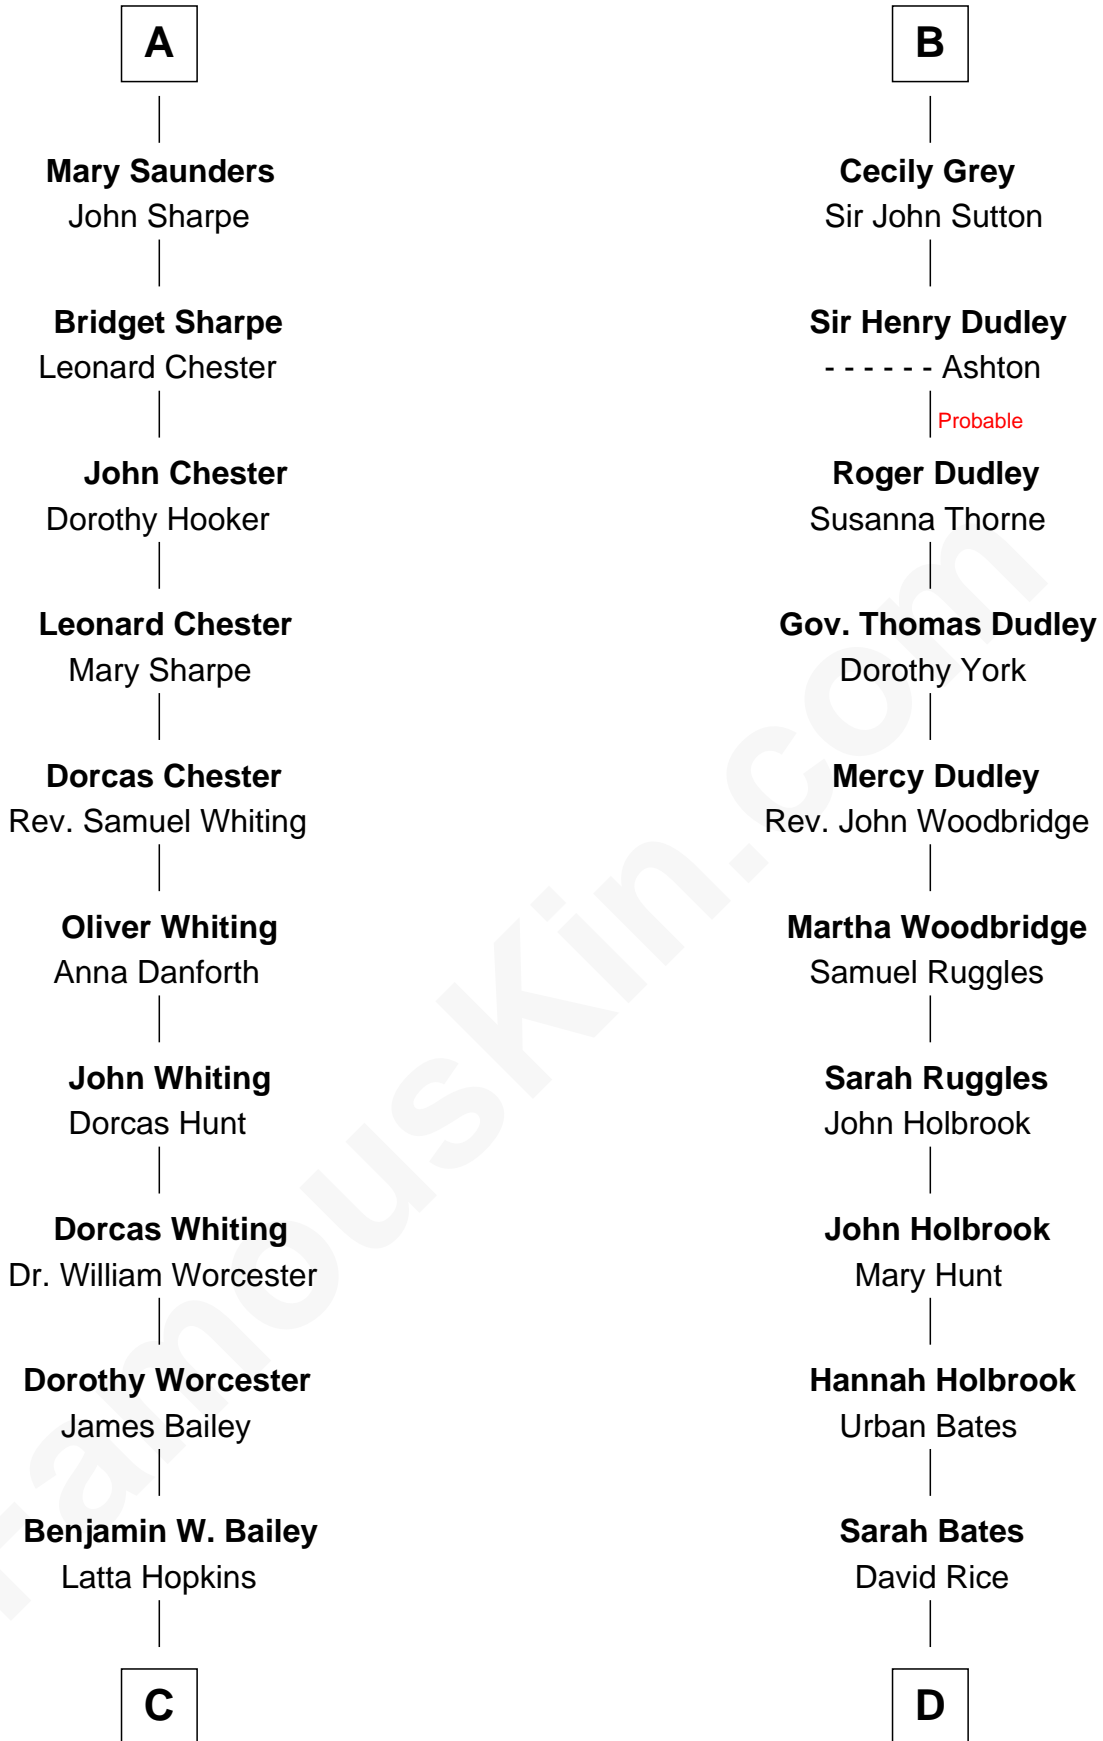 A
Mary Saunders
John Sharpe
Bridget Sharpe
Leonard Chester
John Chester
Dorothy Hooker
Leonard Chester
Mary Sharpe
Dorcas Chester
Rev. Samuel Whiting
Oliver Whiting
Anna Danforth
John Whiting
Dorcas Hunt
Dorcas Whiting
Dr. William Worcester
Dorothy Worcester
James Bailey
Benjamin W. Bailey
Latta Hopkins
C
B
Cecily Grey
Sir John Sutton
Sir Henry Dudley
- - - - - - Ashton
Probable
Roger Dudley
Susanna Thorne
Gov. Thomas Dudley
Dorothy York
Mercy Dudley
Rev. John Woodbridge
Martha Woodbridge
Samuel Ruggles
Sarah Ruggles
John Holbrook
John Holbrook
Mary Hunt
Hannah Holbrook
Urban Bates
Sarah Bates
David Rice
D
FamousKin.com